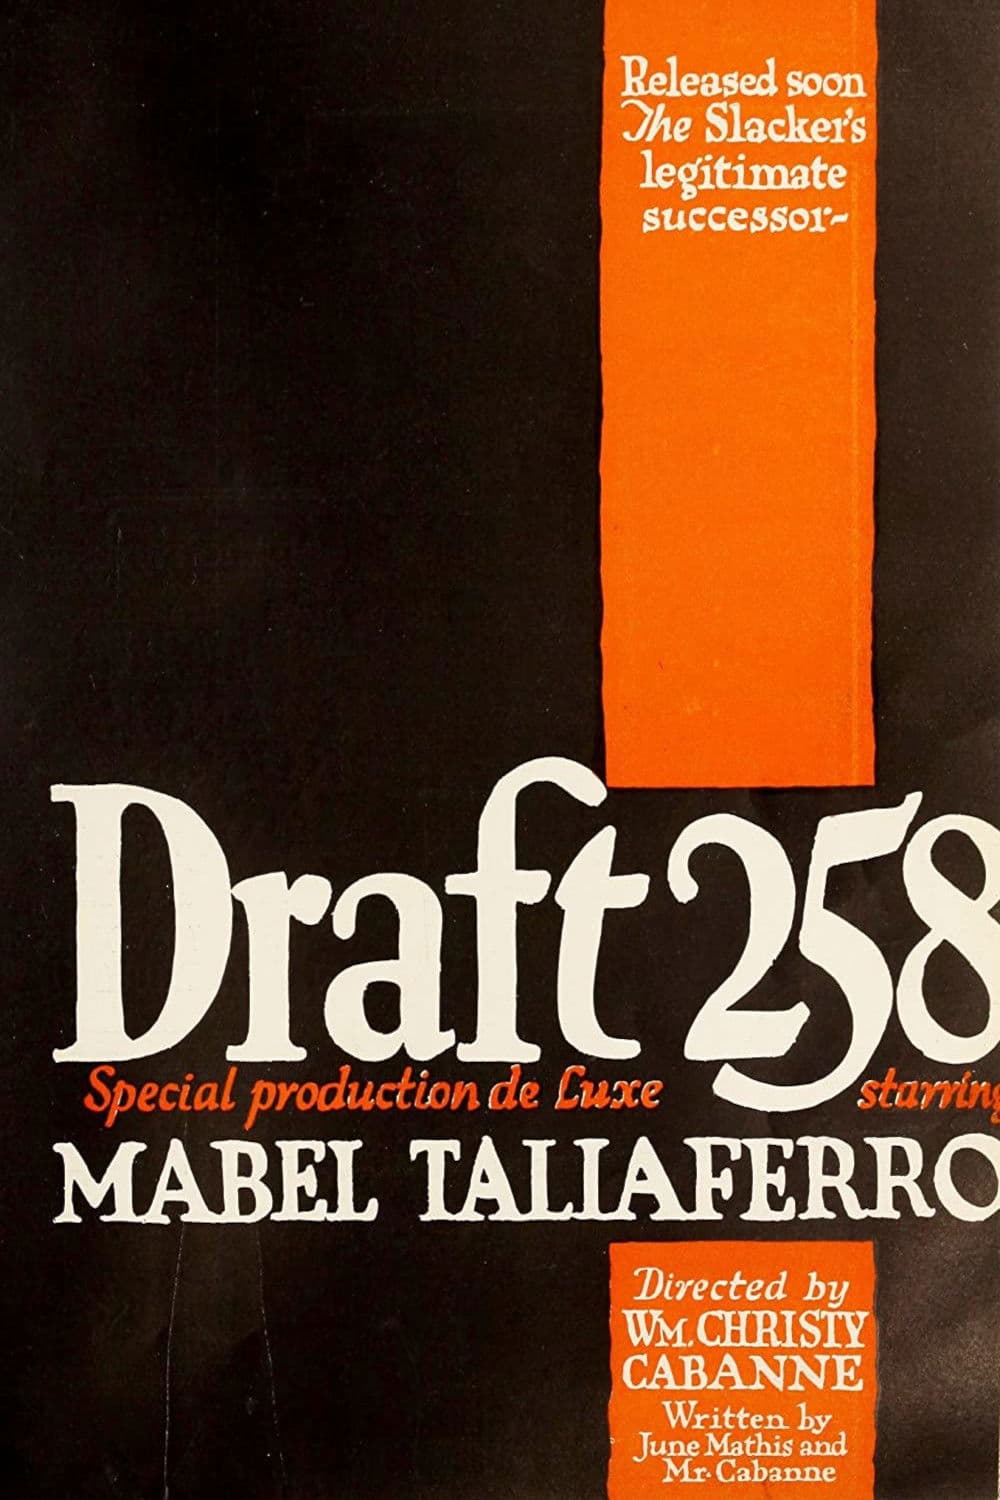 Released soon
The Slacker's
legitimate
successor-
Draft 258
Special production de Luxe starring
MABEL TALIAFERRO
Directed by
WM. CHRISTY
CABANNE
Written by
June Mathis and
Mr. Cabanne